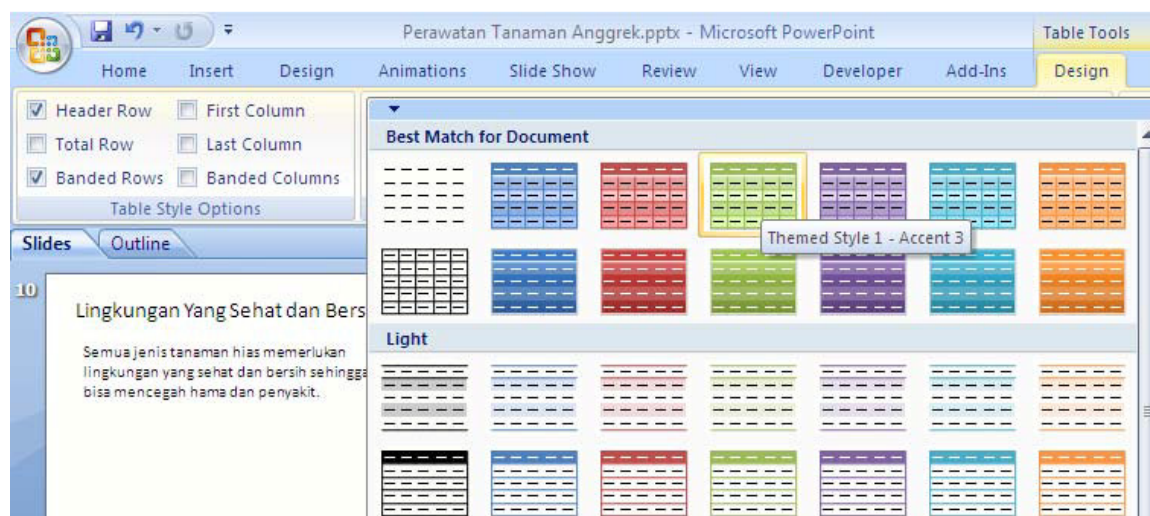 Perawatan Tanaman Anggrek.pptx - Microsoft PowerPoint
Table Tools
Home Insert Design Animations Slide Show Review View Developer Add-Ins Design
Header Row First Column
Total Row Last Column
Banded Rows Banded Columns
Table Style Options
Best Match for Document
Themed Style 1 - Accent 3
Light
Slides Outline
10
Lingkungan Yang Sehat dan Bers
Semua jenis tanaman hias memerlukan
lingkungan yang sehat dan bersih sehingga
bisa mencegah hama dan penyakit.